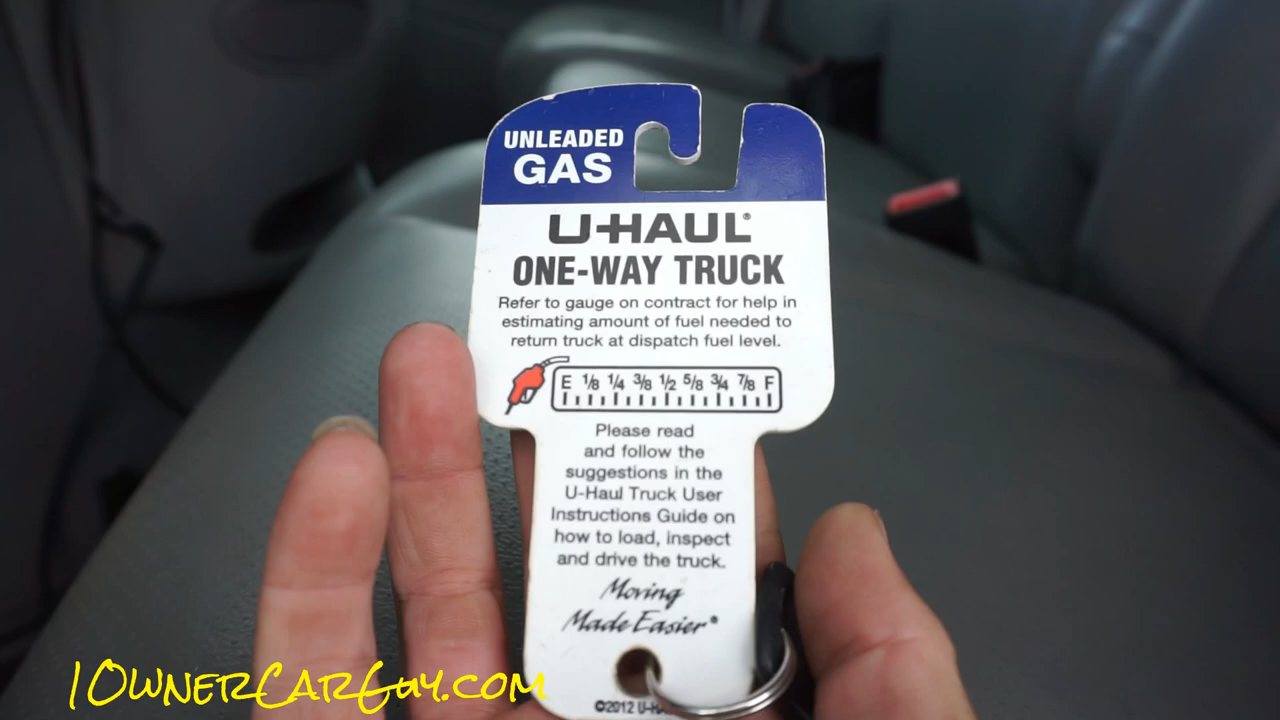 UNLEADED
GAS
U-HAUL®
ONE-WAY TRUCK
Refer to gauge on contract for help in
estimating amount of fuel needed to
return truck at dispatch fuel level.
E 1/8 1/4 3/8 1/2 5/8 3/4 7/8 F
Please read
and follow the
suggestions in the
U-Haul Truck User
Instructions Guide on
how to load, inspect
and drive the truck.
Moving
Made Easier®
©2012
1OwnerCarGuy.com